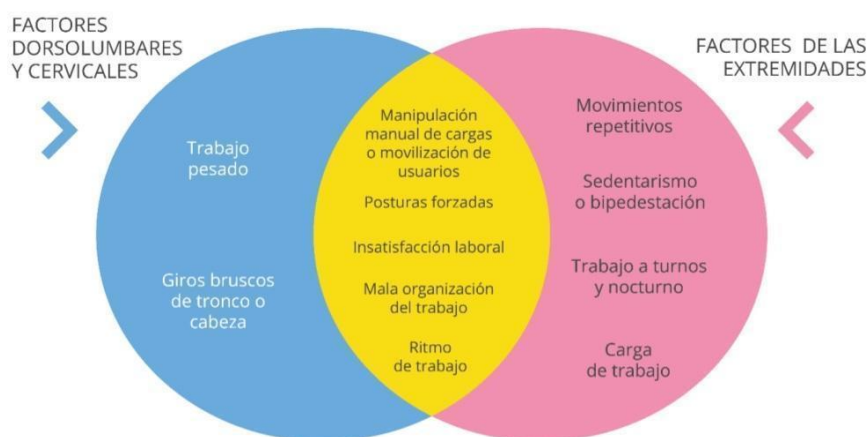 FACTORES
DORSOLUMBARES
Y CERVICALES
Trabajo
pesado
Giros bruscos
de tronco o
cabeza
Manipulación
manual de cargas
o movilización de
usuarios
Posturas forzadas
Insatisfacción laboral
Mala organización
del trabajo
Ritmo
de trabajo
FACTORES DE LAS
EXTREMIDADES
Movimientos
repetitivos
Sedentarismo
o bipedestación
Trabajo a turnos
y nocturno
Carga
de trabajo